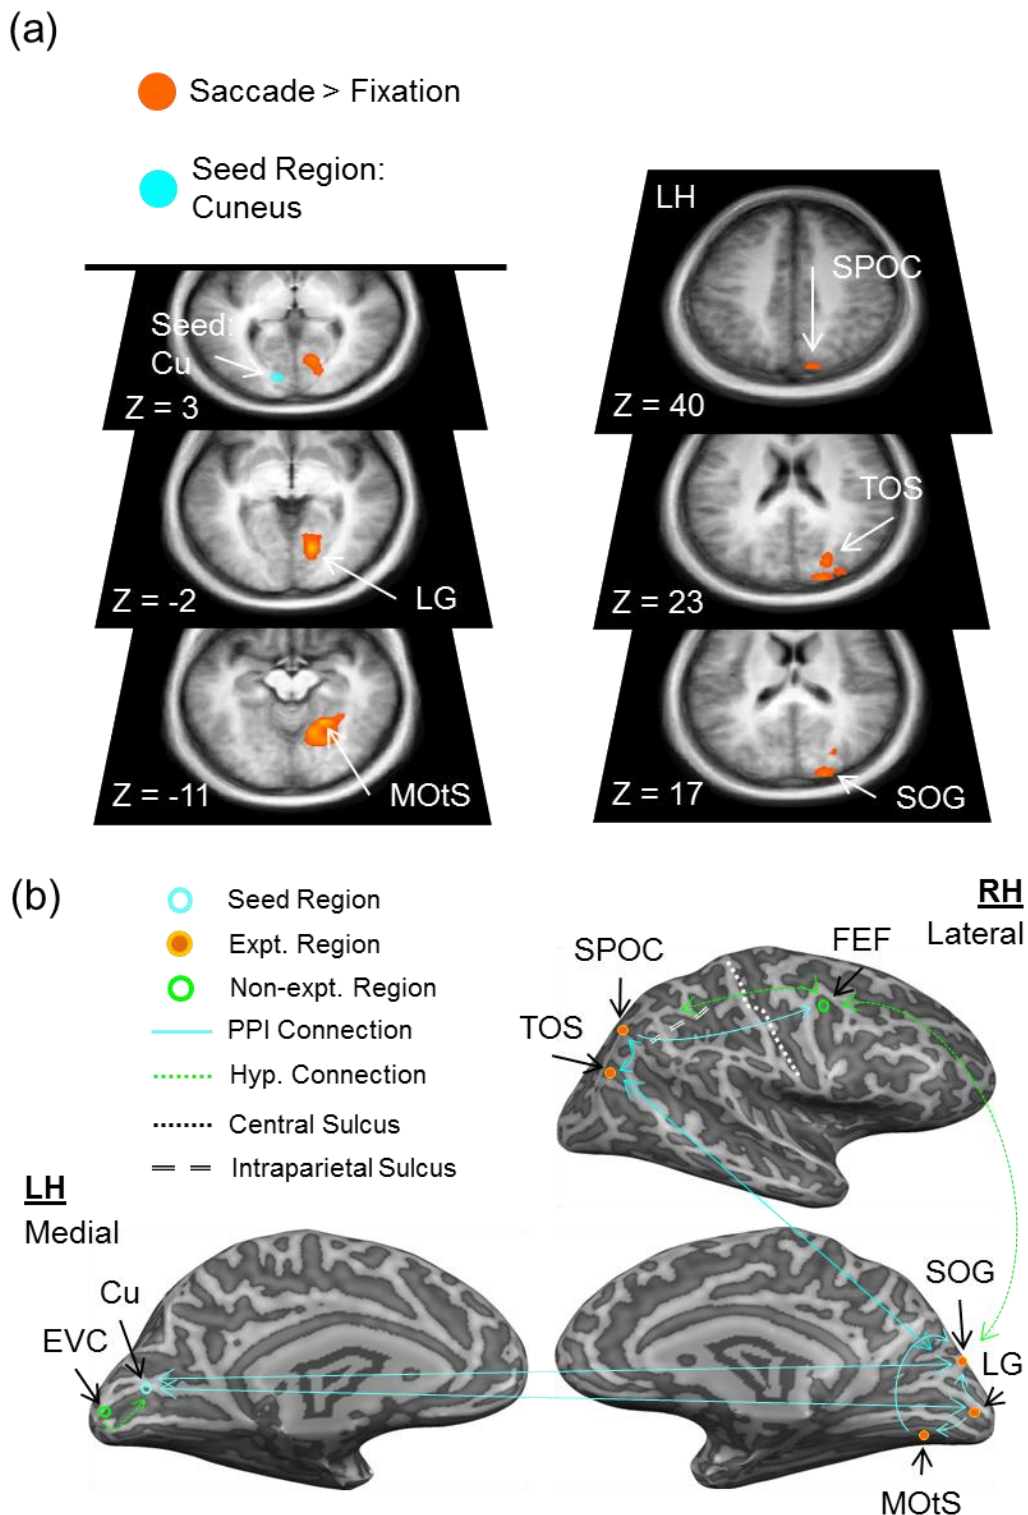 (a)
Saccade > Fixation
Seed Region:
Cuneus
Seed:
Cu
Z = 3
LG
Z = -2
MOtS
Z = -11
LH
SPOC
Z = 40
TOS
Z = 23
SOG
Z = 17
(b)
Seed Region
Expt. Region
Non-expt. Region
PPI Connection
Hyp. Connection
Central Sulcus
Intraparietal Sulcus
RH
Lateral
FEF
SPOC
TOS
LH
Medial
Cu
EVC
SOG
LG
MOtS